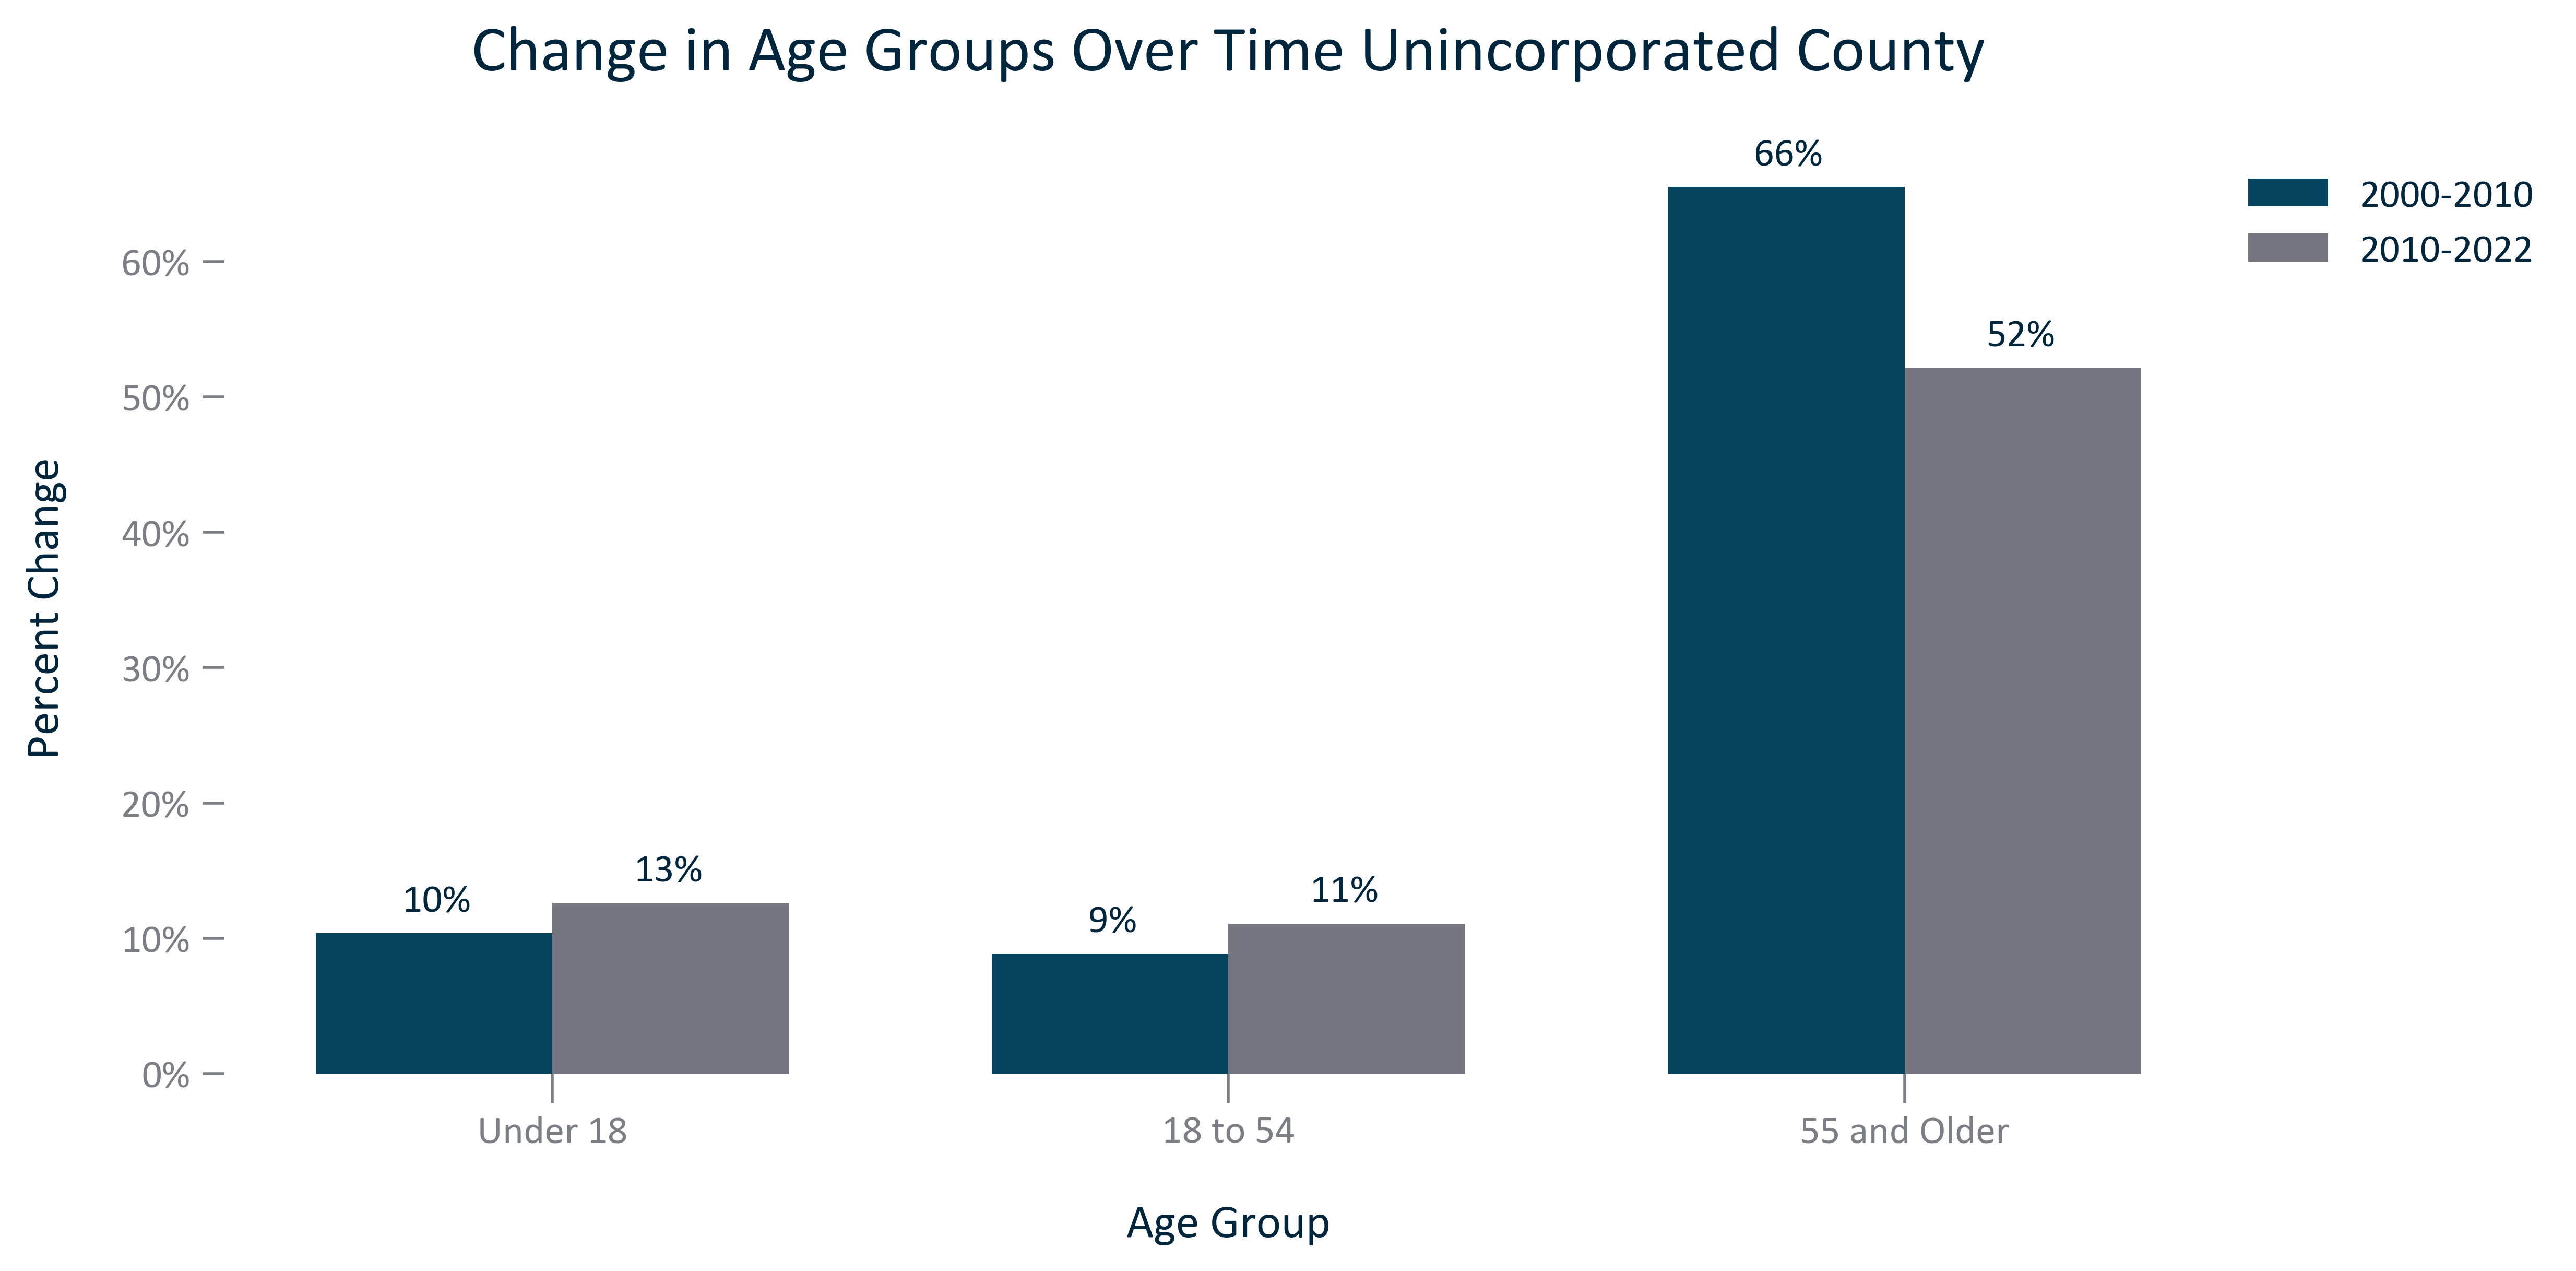 Change in Age Groups Over Time Unincorporated County
66%
2000-2010
2010-2022
60%
52%
50%
40%
Percent Change
30%
20%
13%
10%
11%
9%
10%
0%
Under 18
18 to 54
55 and Older
Age Group